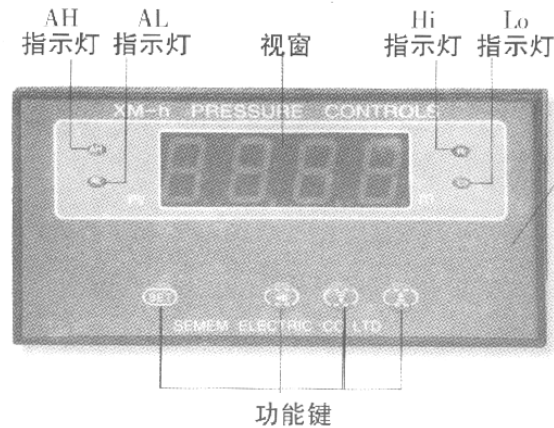 AH AL Hi Lo
指示灯 指示灯 视窗 指示灯 指示灯
XM-h PRESSURE CONTROLS
SET
SEMEM ELECTRIC CO LTD
功能键